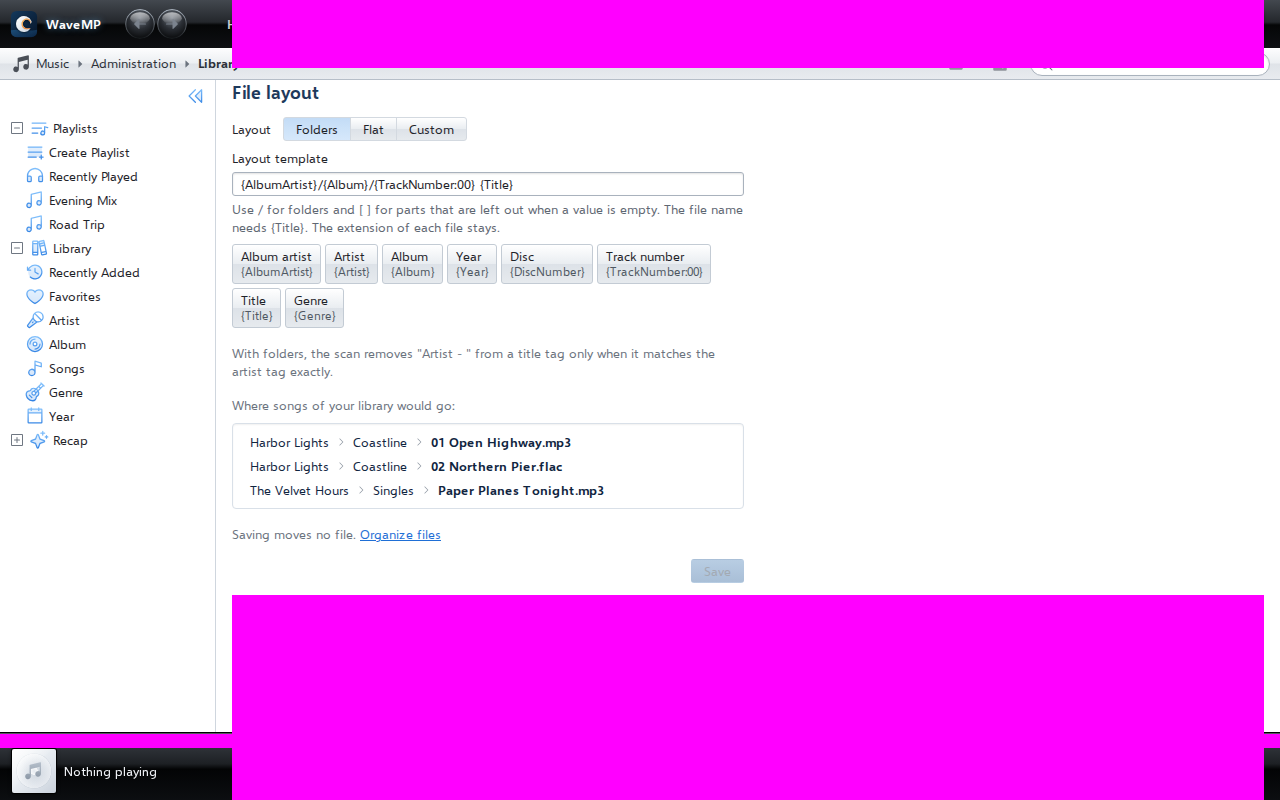 WaveMP
Music Administration
File layout
Layout Folders Flat Custom
Layout template
{AlbumArtist}/{Album}/{TrackNumber:00} {Title}
Use / for folders and [ ] for parts that are left out when a value is empty. The file name
needs {Title}. The extension of each file stays.
Album artist Artist Album Year Disc Track number
{AlbumArtist} {Artist} {Album} {Year} {DiscNumber} {TrackNumber:00}
Title Genre
{Title} {Genre}
With folders, the scan removes "Artist - " from a title tag only when it matches the
artist tag exactly.
Where songs of your library would go:
Harbor Lights Coastline 01 Open Highway.mp3
Harbor Lights Coastline 02 Northern Pier.flac
The Velvet Hours Singles Paper Planes Tonight.mp3
Saving moves no file. Organize files
Save
Playlists
Create Playlist
Recently Played
Evening Mix
Road Trip
Library
Recently Added
Favorites
Artist
Album
Songs
Genre
Year
Recap
Nothing playing